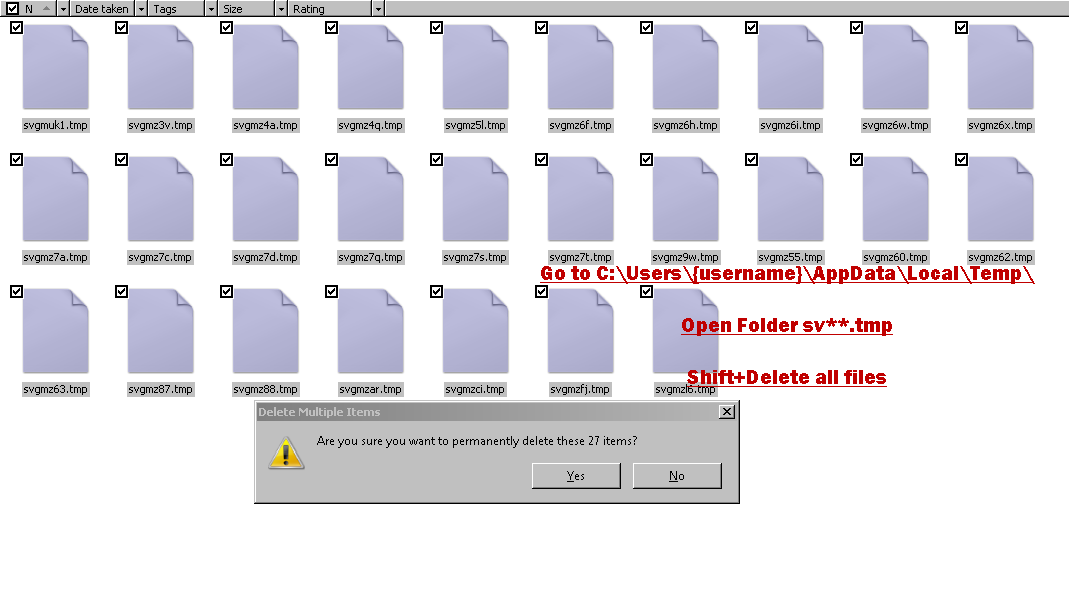 N Date taken Tags Size Rating
svgmuk1.tmp svgmz3v.tmp svgmz4a.tmp svgmz4q.tmp svgmz5l.tmp svgmz6f.tmp svgmz6h.tmp svgmz6i.tmp svgmz6w.tmp svgmz6x.tmp
svgmz7a.tmp svgmz7c.tmp svgmz7d.tmp svgmz7q.tmp svgmz7s.tmp svgmz7t.tmp svgmz9w.tmp svgmz55.tmp svgmz60.tmp svgmz62.tmp
Go to C:\Users\{username}\AppData\Local\Temp\
Open Folder sv**.tmp
Shift+Delete all files
svgmz63.tmp svgmz87.tmp svgmz88.tmp svgmzar.tmp svgmzci.tmp svgmzfj.tmp svgmzl6.tmp
Delete Multiple Items
Are you sure you want to permanently delete these 27 items?
Yes No